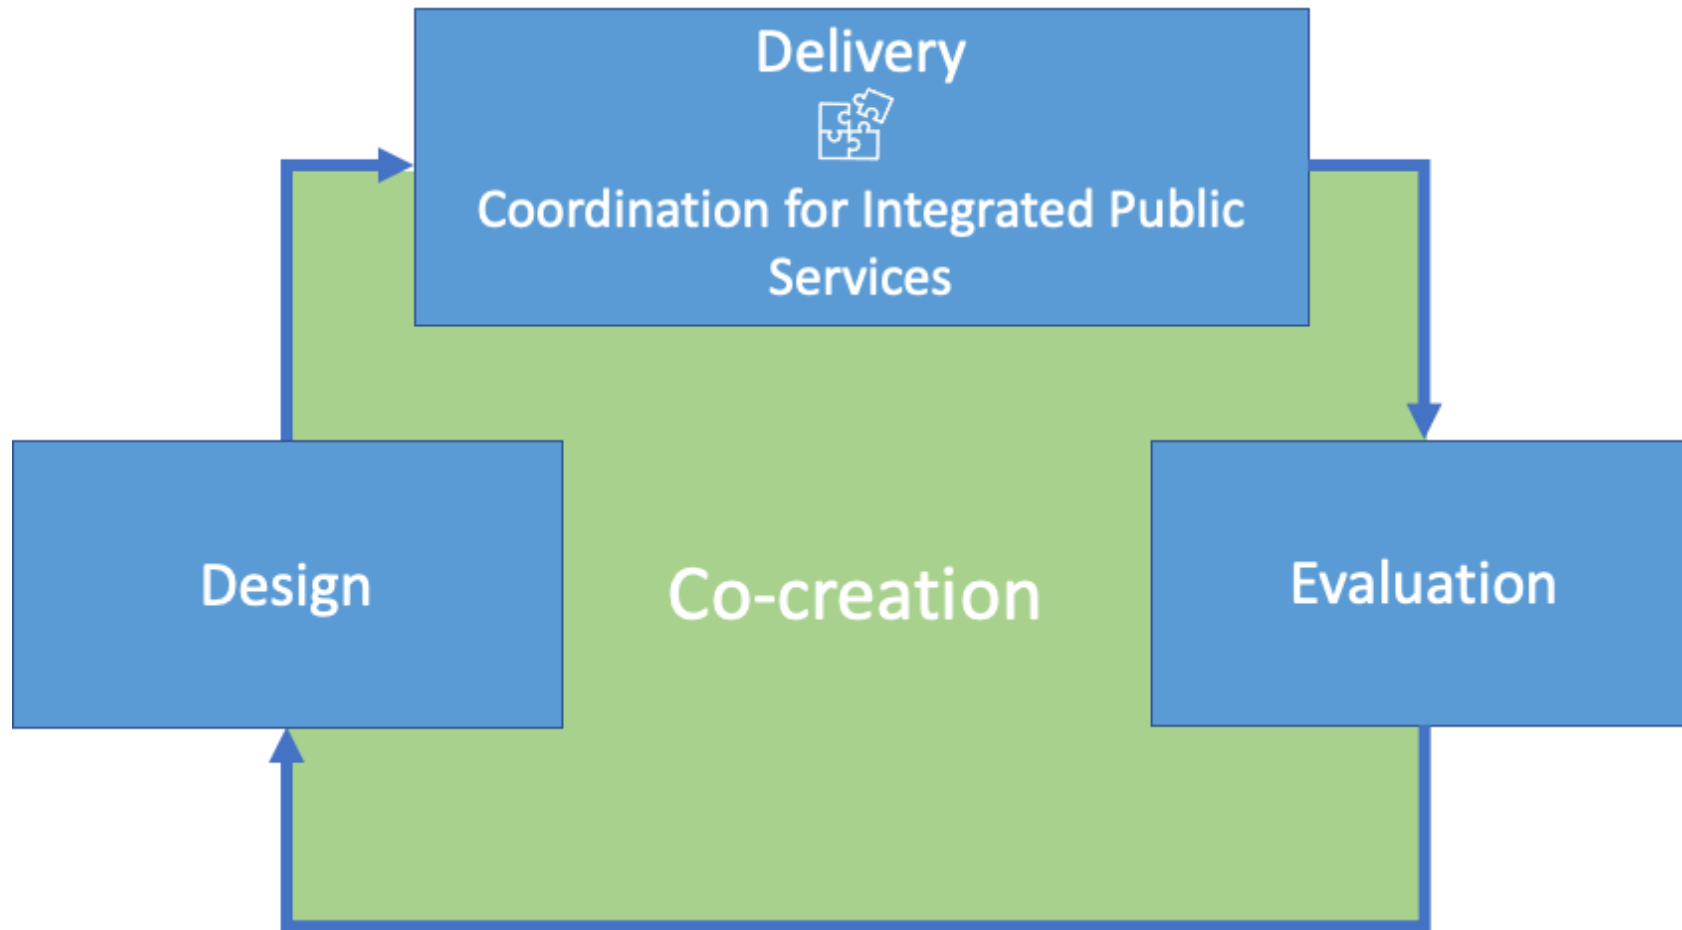 Delivery
Coordination for Integrated Public
Services
Design
Co-creation
Evaluation